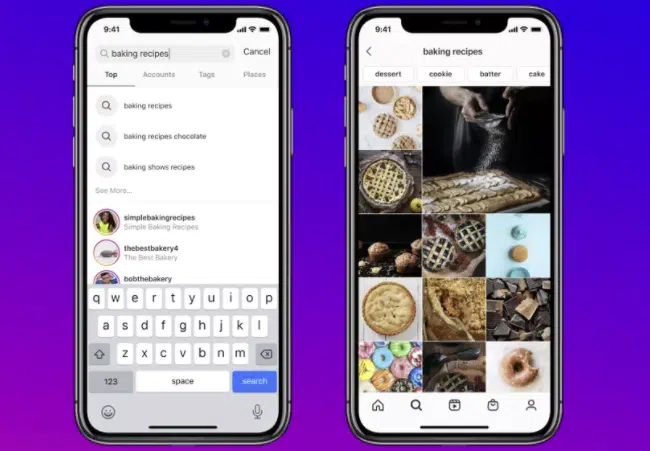 9:41
baking recipes
Cancel
Top Accounts Tags Places
baking recipes
baking recipes chocolate
baking shows recipes
See More...
simplebakingrecipes
Simple Baking Recipes
thebestbakery4
The Best Bakery
bobthebakery
q w e r t y u i o p
a s d f g h j k l
z x c v b n m
123 space search
9:41
baking recipes
dessert cookie batter cake